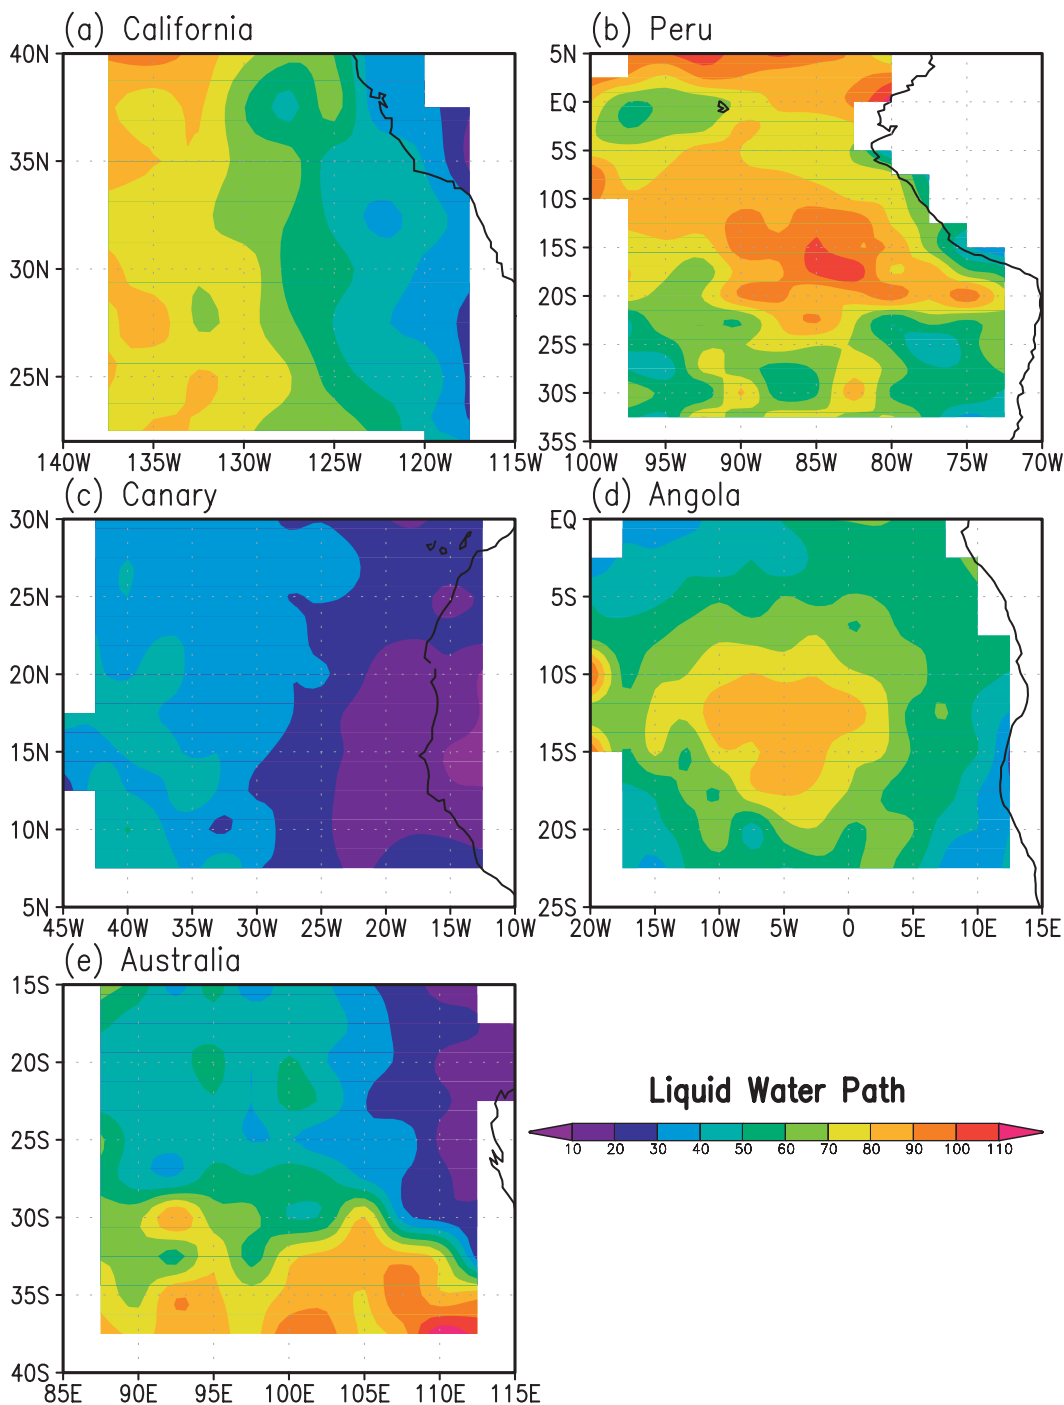 (a) California
(b) Peru
40N
35N
30N
25N
140W 135W 130W 125W 120W 115W
5N
EQ
5S
10S
15S
20S
25S
30S
35S
100W 95W 90W 85W 80W 75W 70W
(c) Canary
(d) Angola
30N
25N
20N
15N
10N
5N
45W 40W 35W 30W 25W 20W 15W 10W
EQ
5S
10S
15S
20S
25S
20W 15W 10W 5W 0 5E 10E 15E
(e) Australia
15S
20S
25S
30S
35S
40S
85E 90E 95E 100E 105E 110E 115E
Liquid Water Path
10 20 30 40 50 60 70 80 90 100 110